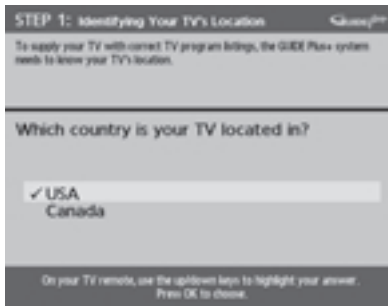 STEP 1: Identifying Your TV's Location
To supply your TV with correct TV program listings, the GUIDE Plus+ system
needs to know your TV's location.
Which country is your TV located in?
✓ USA
Canada
On your TV remote, use the up/down keys to highlight your answer.
Press OK to choose.